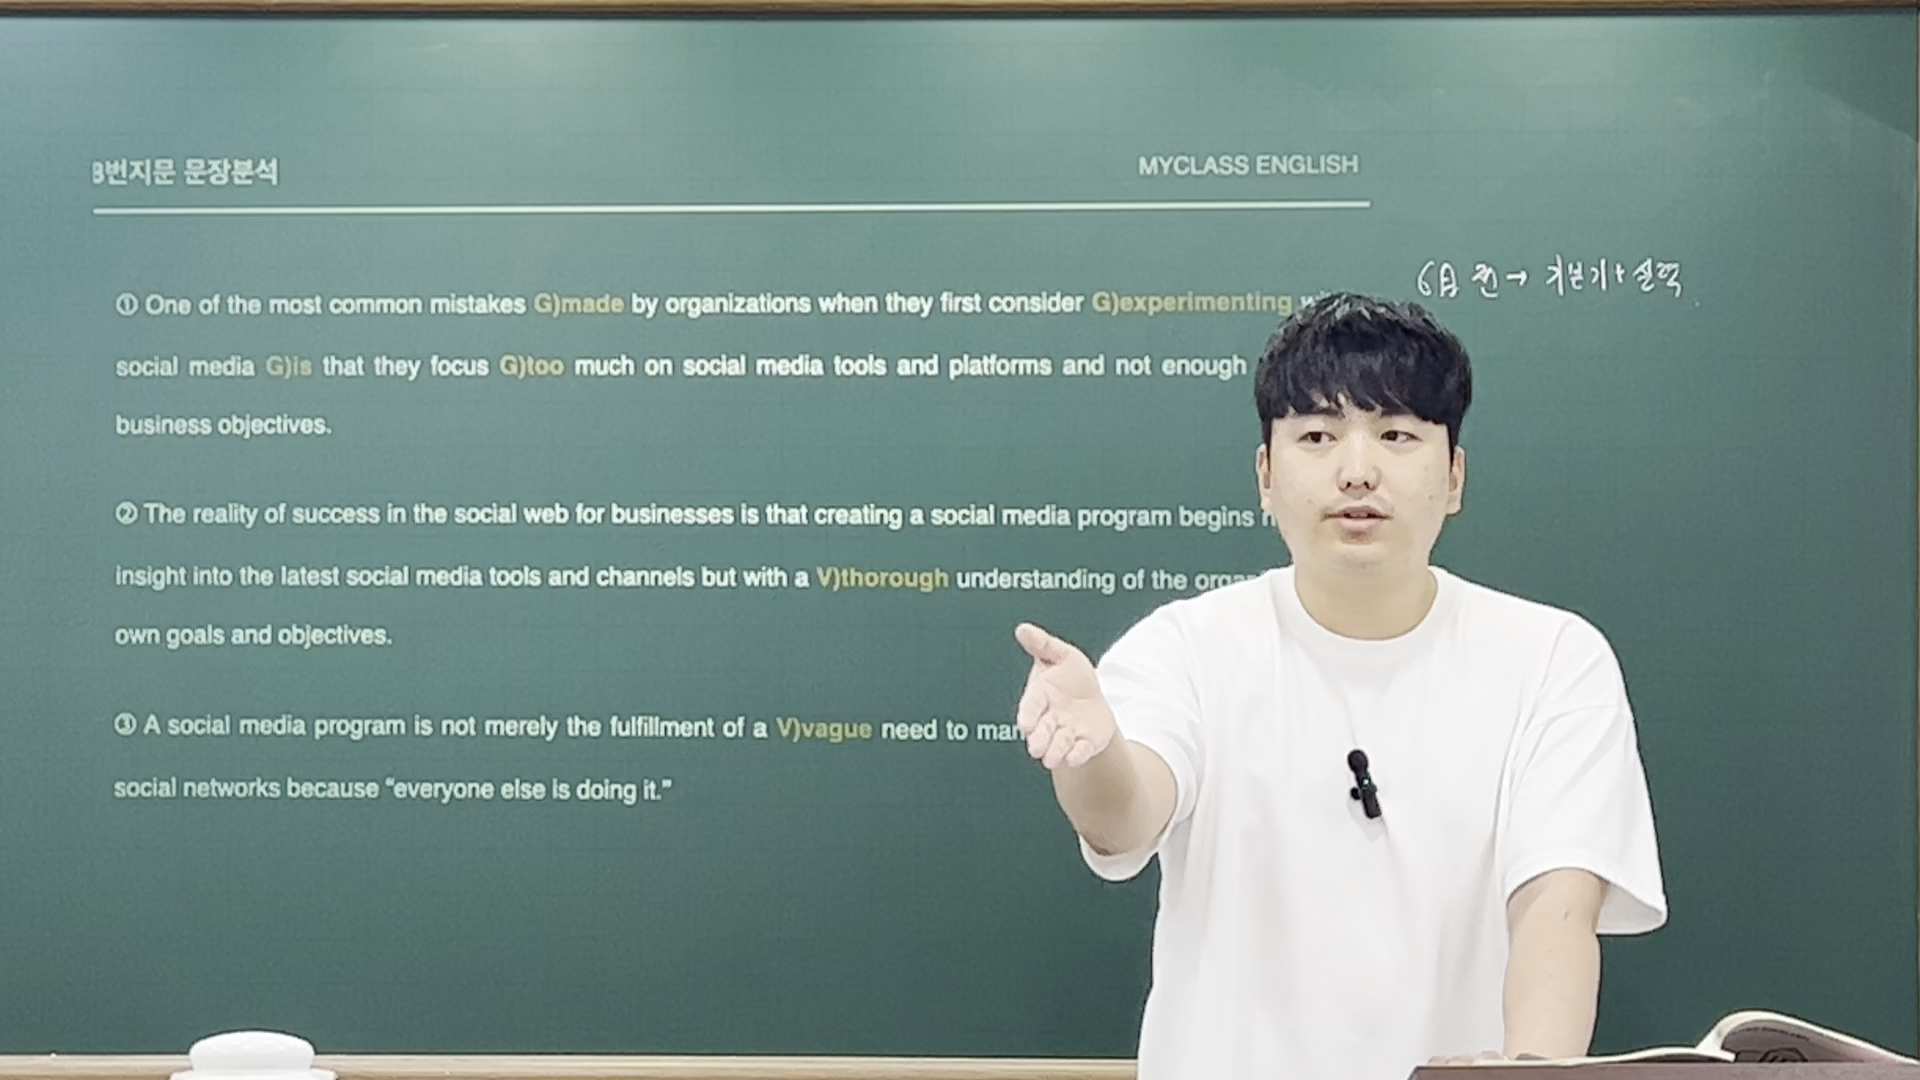 번지문 문장분석
MYCLASS ENGLISH
6월 전→ 기본기+실력
① One of the most common mistakes G)made by organizations when they first consider G)experimenting
social media G)is that they focus G)too much on social media tools and platforms and not enough
business objectives.
② The reality of success in the social web for businesses is that creating a social media program begins
insight into the latest social media tools and channels but with a V)thorough understanding of the
own goals and objectives.
③ A social media program is not merely the fulfillment of a V)vague need to
social networks because “everyone else is doing it.”